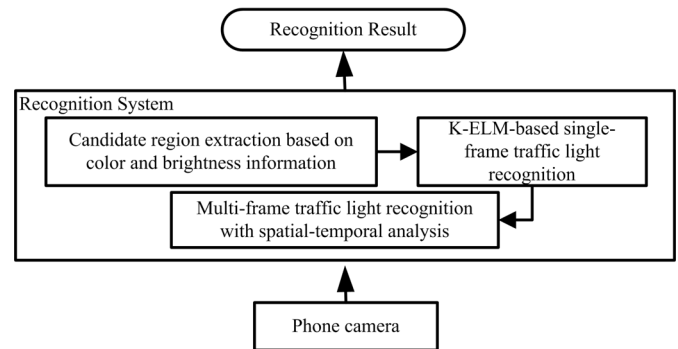 Recognition Result
Recognition System
Candidate region extraction based on
color and brightness information
K-ELM-based single-
frame traffic light
recognition
Multi-frame traffic light recognition
with spatial-temporal analysis
Phone camera